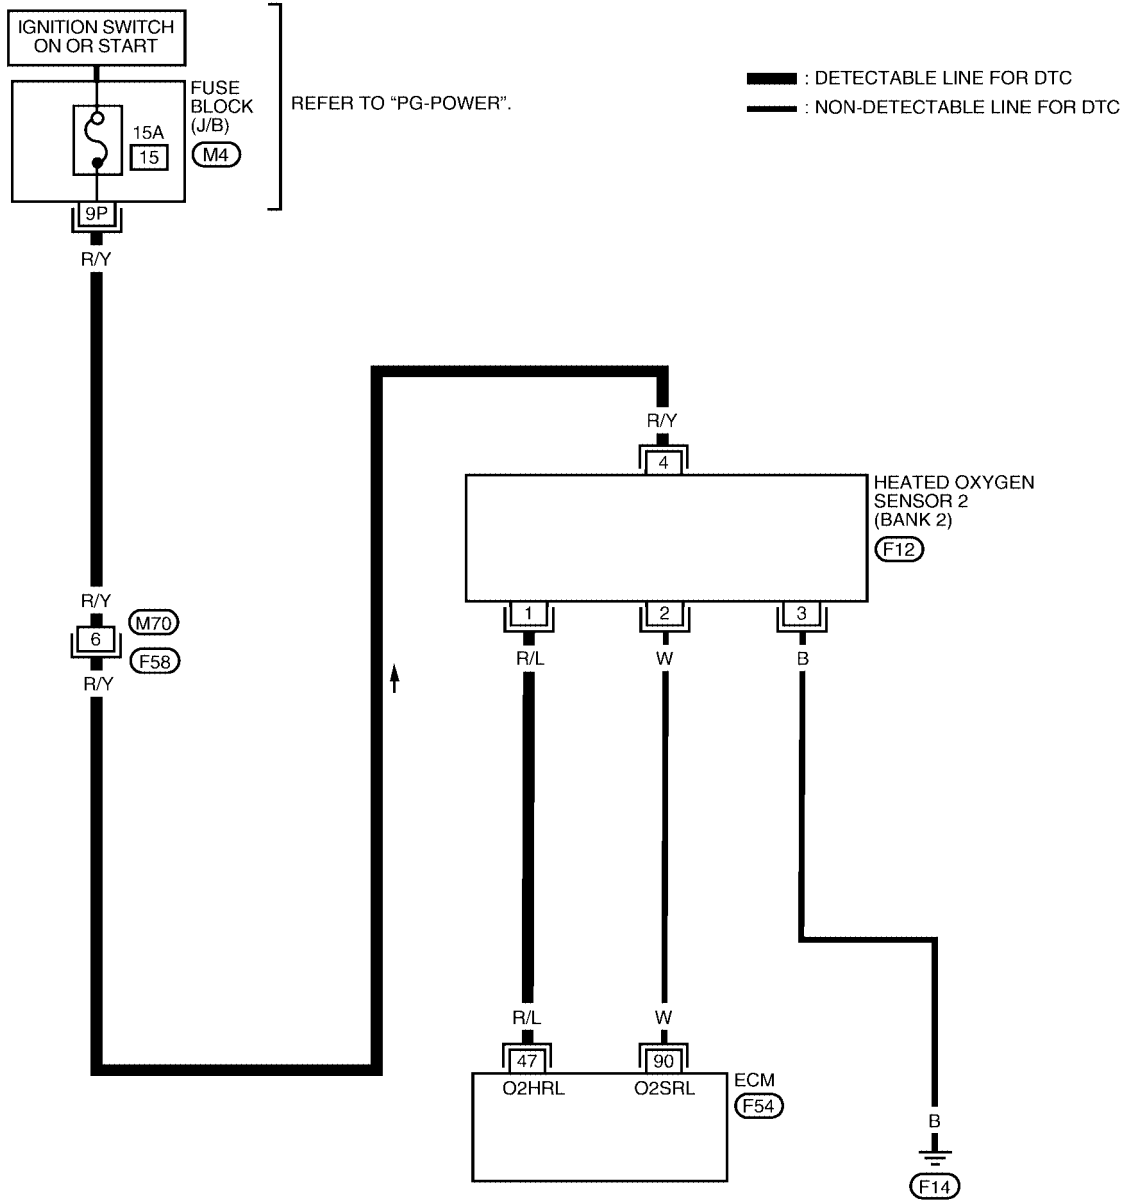 IGNITION SWITCH
ON OR START
FUSE
BLOCK
(J/B)
M4
15A
15
9P
REFER TO “PG-POWER”.
: DETECTABLE LINE FOR DTC
: NON-DETECTABLE LINE FOR DTC
R/Y
R/Y
4
HEATED OXYGEN
SENSOR 2
(BANK 2)
F12
R/Y
M70
6
F58
R/Y
1
2
3
R/L
W
B
R/L
W
47
90
O2HRL
O2SRL
ECM
F54
B
F14